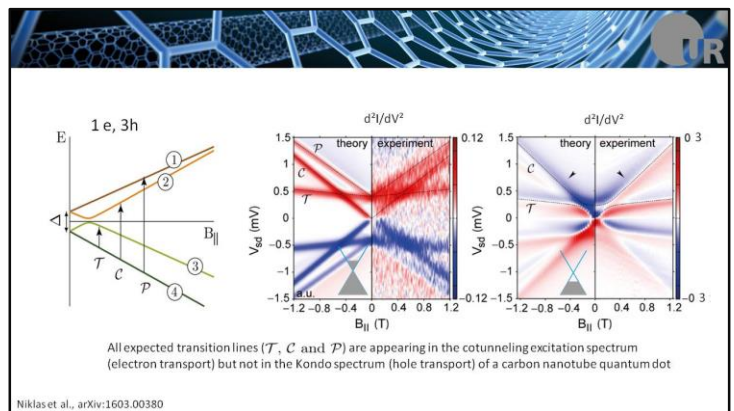 UR
1 e, 3h
E
Δ
B||
1
2
3
4
𝒯
𝒞
𝒫
d²I/dV²
theory
experiment
𝒫
𝒞
𝒯
1.5
1
0.5
0
−0.5
−1
−1.5
V_sd (mV)
a.u.
−1.2 −0.8 −0.4 0 0.4 0.8 1.2
B|| (T)
0.12
−0.12
d²I/dV²
theory
experiment
𝒞
𝒯
1.5
1
0.5
0
−0.5
−1
−1.5
V_sd (mV)
−1.2 −0.4 0 0.4 1.2
B|| (T)
0 3
−0 3
All expected transition lines (𝒯, 𝒞 and 𝒫) are appearing in the cotunneling excitation spectrum
(electron transport) but not in the Kondo spectrum (hole transport) of a carbon nanotube quantum dot
Niklas et al., arXiv:1603.00380